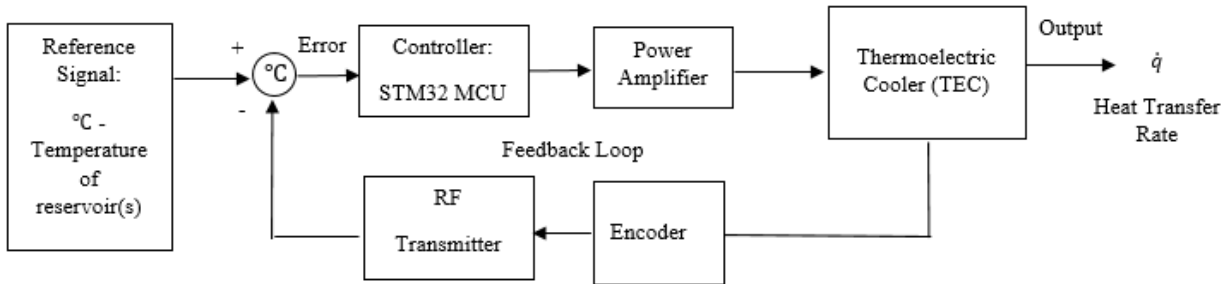 Reference
Signal:
℃ -
Temperature
of
reservoir(s)
+
-
℃
Error
Controller:
STM32 MCU
Power
Amplifier
Thermoelectric
Cooler (TEC)
Output
q̇
Heat Transfer
Rate
Feedback Loop
RF
Transmitter
Encoder